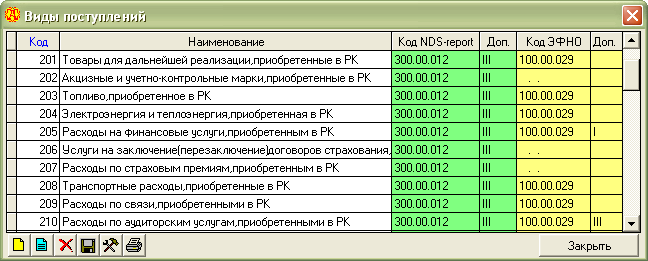 Виды поступлений
Код Наименование Код NDS-report Доп. Код ЭФНО Доп.
201 Товары для дальнейшей реализации,приобретенные в РК 300.00.012 III 100.00.029
202 Акцизные и учетно-контрольные марки,приобретенные в РК 300.00.012 III . .
203 Топливо,приобретенное в РК 300.00.012 III 100.00.029
204 Электроэнергия и теплоэнергия,приобретенная в РК 300.00.012 III 100.00.029
205 Расходы на финансовые услуги,приобретенным в РК 300.00.012 III 100.00.029 I
206 Услуги на заключение(перезаключение)договоров страхования, 300.00.012 III . .
207 Расходы по страховым премиям,приобретенным в РК 300.00.012 III . .
208 Транспортные расходы,приобретенные в РК 300.00.012 III 100.00.029
209 Расходы по связи,приобретенными в РК 300.00.012 III 100.00.029
210 Расходы по аудиторским услугам,приобретенными в РК 300.00.012 III 100.00.029 III
Закрыть